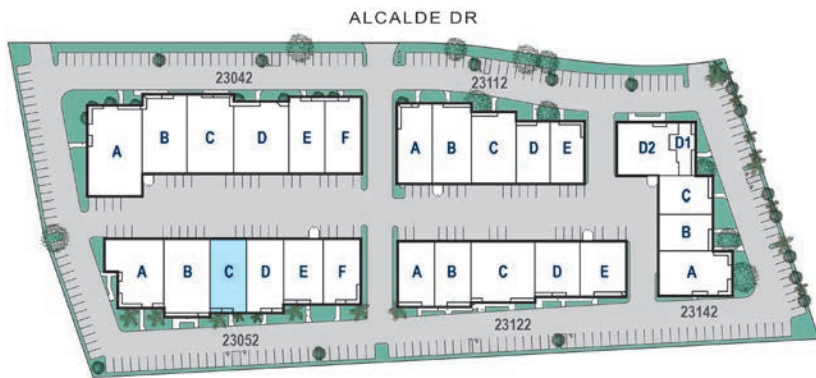 ALCALDE DR
23042
23112
A B C D E F
A B C D E
D2 D1
C
B
A
A B C D E F
A B C D E
23052
23122
23142